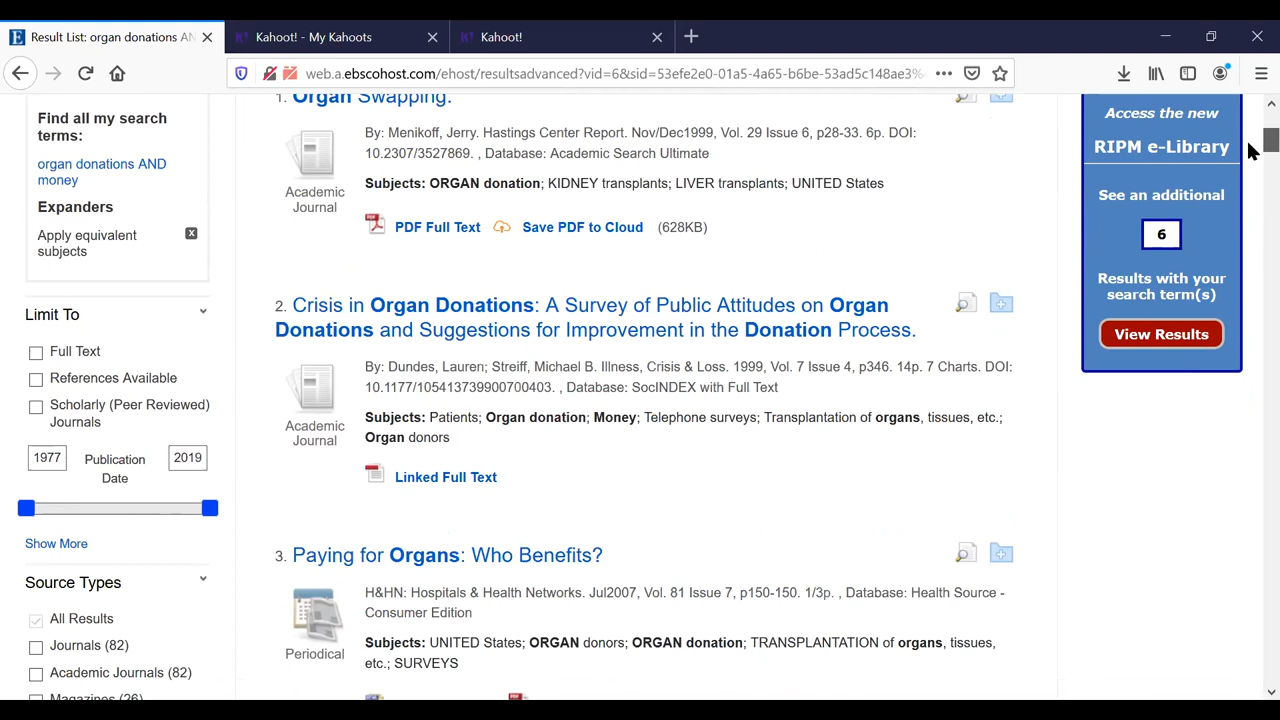 Result List: organ donations AN
Kahoot! - My Kahoots
Kahoot!
web.a.ebscohost.com/ehost/resultsadvanced?vid=6&sid=53efe2e0-01a5-4a65-b6be-53ad5c148ae3%
Find all my search
terms:
organ donations AND
money
Expanders
Apply equivalent
subjects
Limit To
Full Text
References Available
Scholarly (Peer Reviewed)
Journals
1977 Publication 2019
Date
Show More
Source Types
All Results
Journals (82)
Academic Journals (82)
Magazines (26)
1. Organ Swapping.
By: Menikoff, Jerry. Hastings Center Report. Nov/Dec1999, Vol. 29 Issue 6, p28-33. 6p. DOI:
10.2307/3527869. , Database: Academic Search Ultimate
Academic
Journal
Subjects: ORGAN donation; KIDNEY transplants; LIVER transplants; UNITED States
PDF Full Text Save PDF to Cloud (628KB)
2. Crisis in Organ Donations: A Survey of Public Attitudes on Organ
Donations and Suggestions for Improvement in the Donation Process.
By: Dundes, Lauren; Streiff, Michael B. Illness, Crisis & Loss. 1999, Vol. 7 Issue 4, p346. 14p. 7 Charts. DOI:
10.1177/105413739900700403. , Database: SocINDEX with Full Text
Academic
Journal
Subjects: Patients; Organ donation; Money; Telephone surveys; Transplantation of organs, tissues, etc.;
Organ donors
Linked Full Text
3. Paying for Organs: Who Benefits?
H&HN: Hospitals & Health Networks. Jul2007, Vol. 81 Issue 7, p150-150. 1/3p. , Database: Health Source -
Consumer Edition
Periodical
Subjects: UNITED States; ORGAN donors; ORGAN donation; TRANSPLANTATION of organs, tissues,
etc.; SURVEYS
Access the new
RIPM e-Library
See an additional
6
Results with your
search term(s)
View Results